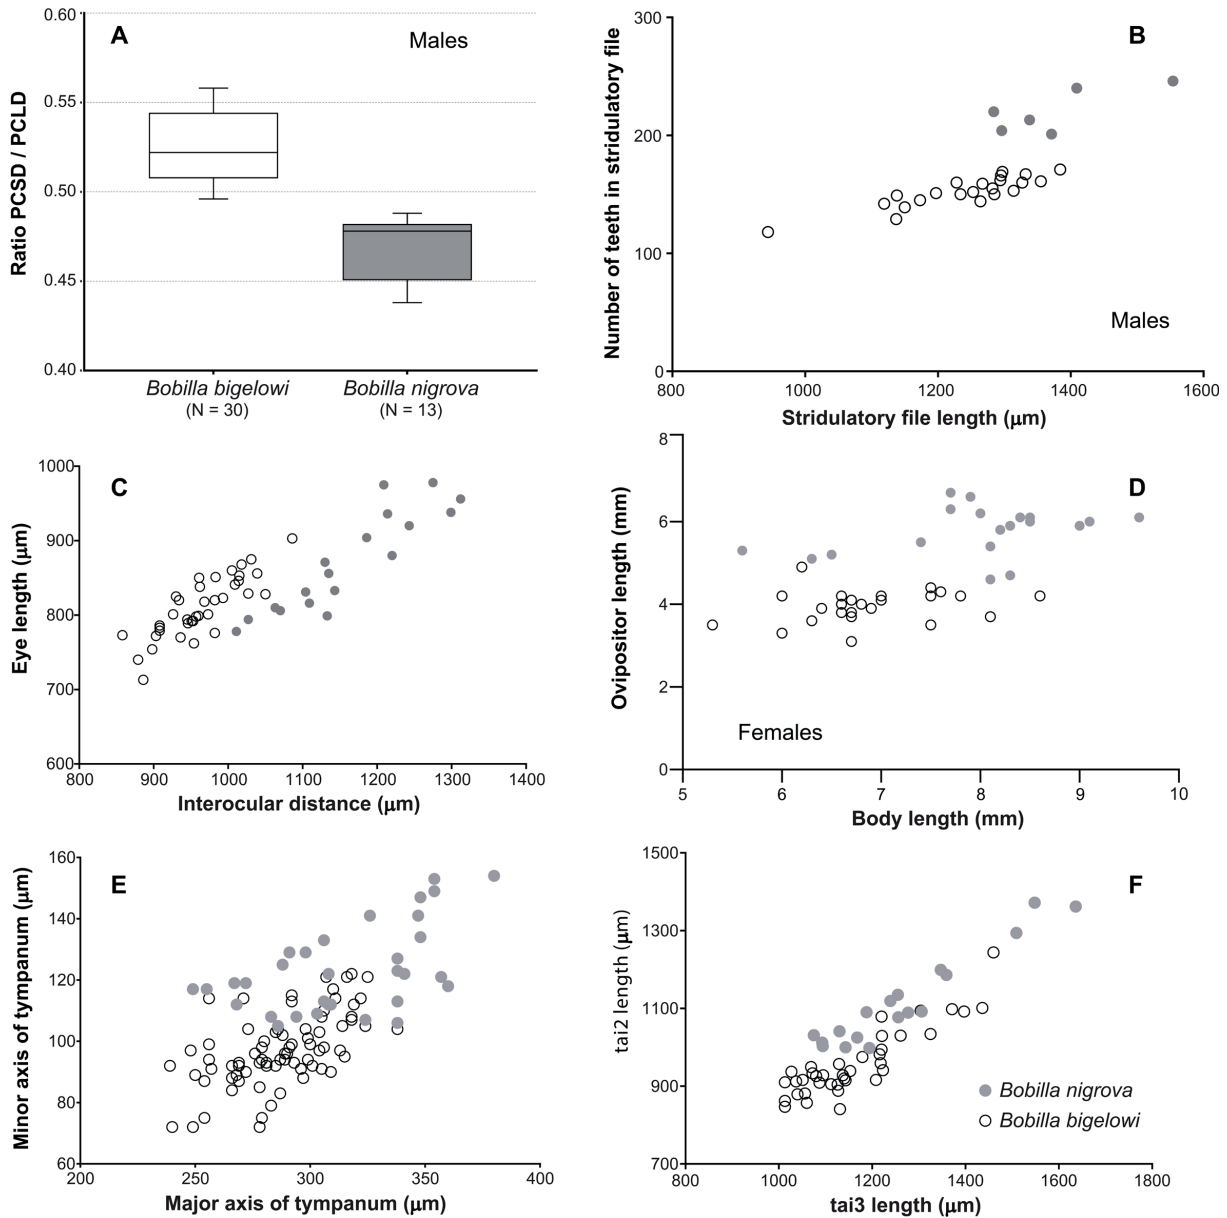 A
Males
Ratio PCSD / PCLD
0.60
0.55
0.50
0.45
0.40
Bobilla bigelowi
(N = 30)
Bobilla nigrova
(N = 13)
B
Males
Number of teeth in stridulatory file
300
200
100
0
800 1000 1200 1400 1600
Stridulatory file length (µm)
C
Eye length (µm)
1000
900
800
700
600
800 900 1000 1100 1200 1300 1400
Interocular distance (µm)
D
Females
Ovipositor length (mm)
8
6
4
2
0
5 6 7 8 9 10
Body length (mm)
E
Minor axis of tympanum (µm)
160
140
120
100
80
60
200 250 300 350 400
Major axis of tympanum (µm)
F
tai2 length (µm)
1500
1300
1100
900
700
800 1000 1200 1400 1600 1800
tai3 length (µm)
Bobilla nigrova
Bobilla bigelowi